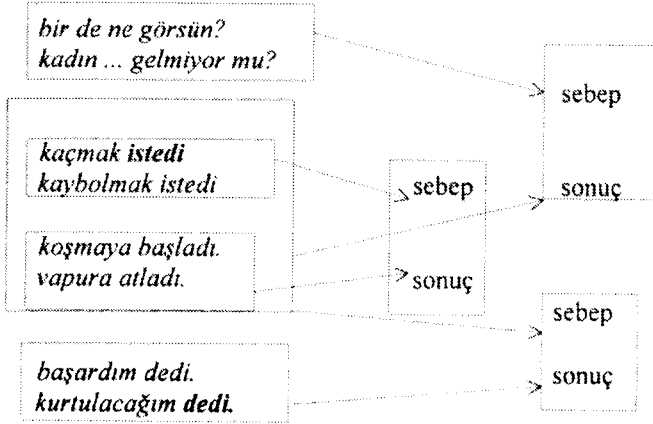 bir de ne görsün?
kadın ... gelmiyor mu?
sebep
kaçmak istedi
kaybolmak istedi
sebep
sonuç
koşmaya başladı.
vapura atladı.
sonuç
sebep
başardım dedi.
kurtulacağım dedi.
sonuç